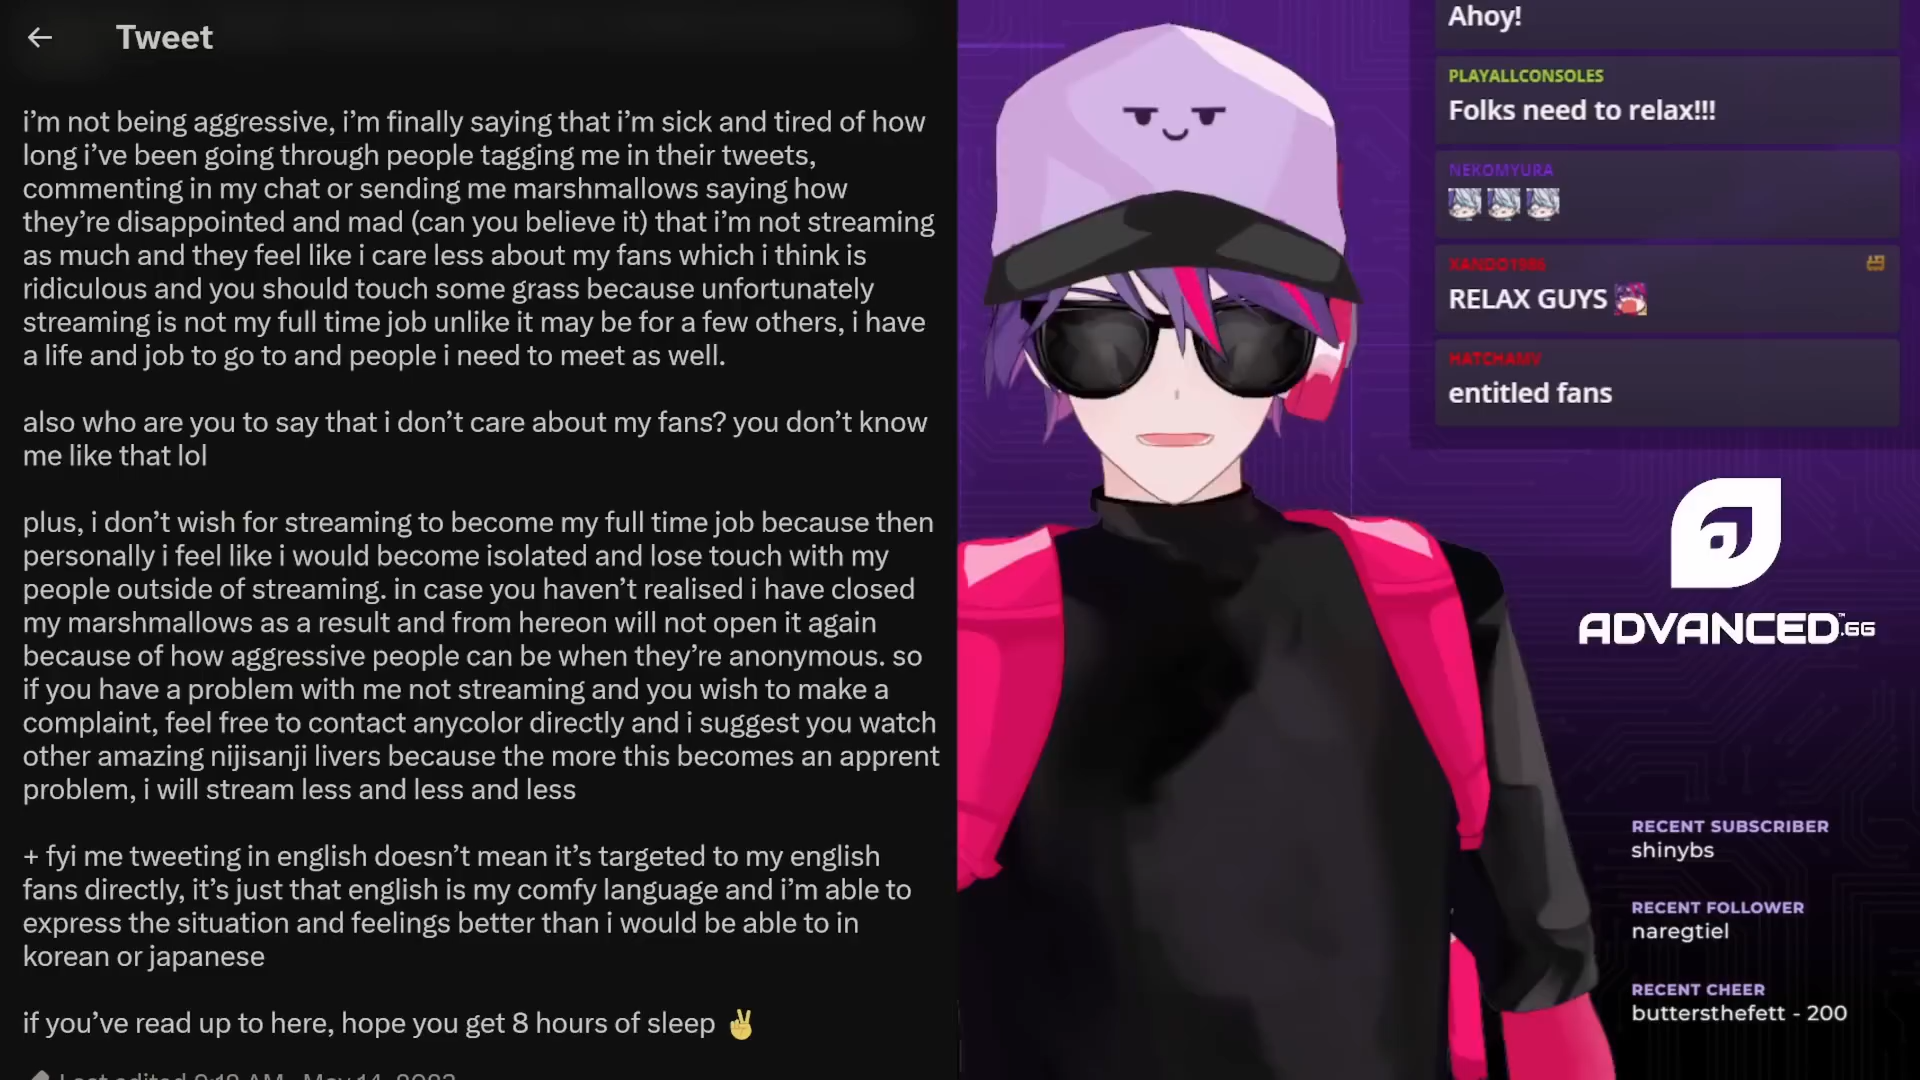 Tweet
i’m not being aggressive, i’m finally saying that i’m sick and tired of how
long i’ve been going through people tagging me in their tweets,
commenting in my chat or sending me marshmallows saying how
they’re disappointed and mad (can you believe it) that i’m not streaming
as much and they feel like i care less about my fans which i think is
ridiculous and you should touch some grass because unfortunately
streaming is not my full time job unlike it may be for a few others, i have
a life and job to go to and people i need to meet as well.
also who are you to say that i don’t care about my fans? you don’t know
me like that lol
plus, i don’t wish for streaming to become my full time job because then
personally i feel like i would become isolated and lose touch with my
people outside of streaming. in case you haven’t realised i have closed
my marshmallows as a result and from hereon will not open it again
because of how aggressive people can be when they’re anonymous. so
if you have a problem with me not streaming and you wish to make a
complaint, feel free to contact anycolor directly and i suggest you watch
other amazing nijisanji livers because the more this becomes an apprent
problem, i will stream less and less and less
+ fyi me tweeting in english doesn’t mean it’s targeted to my english
fans directly, it’s just that english is my comfy language and i’m able to
express the situation and feelings better than i would be able to in
korean or japanese
if you’ve read up to here, hope you get 8 hours of sleep ✌️
Last edited 9:18 AM · May 14, 2023
Ahoy!
PLAYALLCONSOLES
Folks need to relax!!!
NEKOMYURA
XANDO1986
RELAX GUYS
HATCHAMV
entitled fans
ADVANCED.GG
™
RECENT SUBSCRIBER
shinybs
RECENT FOLLOWER
naregtiel
RECENT CHEER
buttersthefett - 200